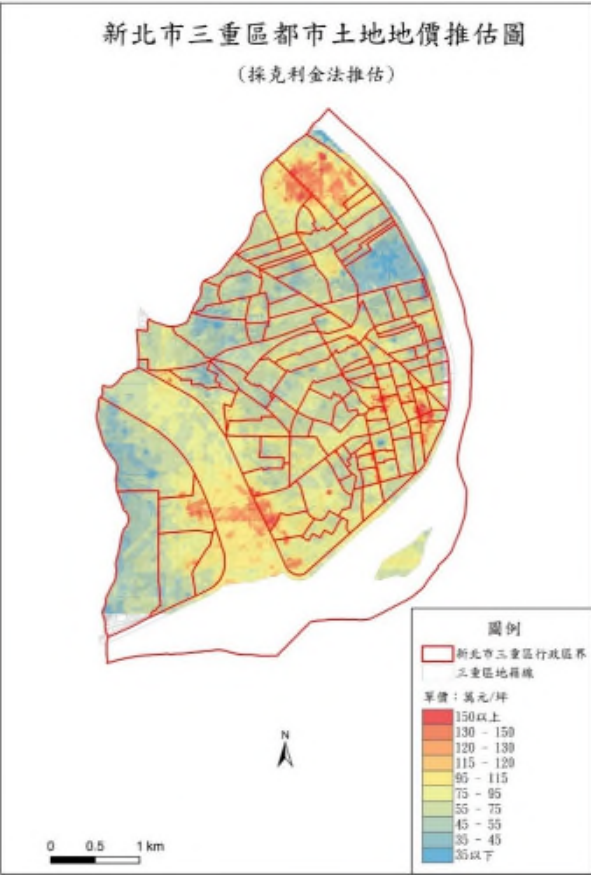 新北市三重區都市土地地價推估圖
(採克利金法推估)
圖例
新北市三重區行政區界
三重區地籍線
單價：萬元/坪
150以上
130 - 150
120 - 130
115 - 120
95 - 115
75 - 95
55 - 75
45 - 55
35 - 45
35以下
N
0 0.5 1 km